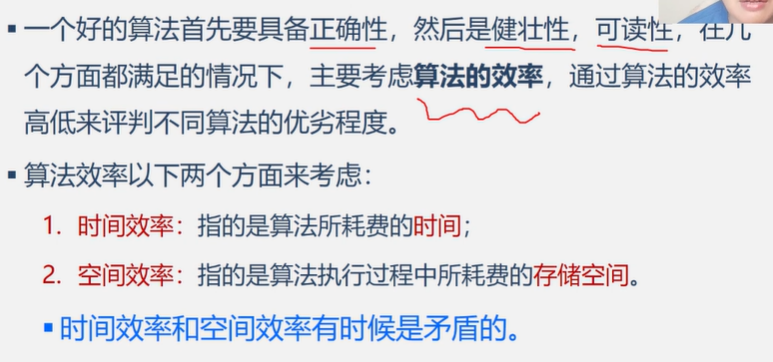 ▪ 一个好的算法首先要具备正确性，然后是健壮性，可读性，在几
个方面都满足的情况下，主要考虑算法的效率，通过算法的效率
高低来评判不同算法的优劣程度。
▪ 算法效率以下两个方面来考虑：
1. 时间效率：指的是算法所耗费的时间；
2. 空间效率：指的是算法执行过程中所耗费的存储空间。
▪ 时间效率和空间效率有时候是矛盾的。